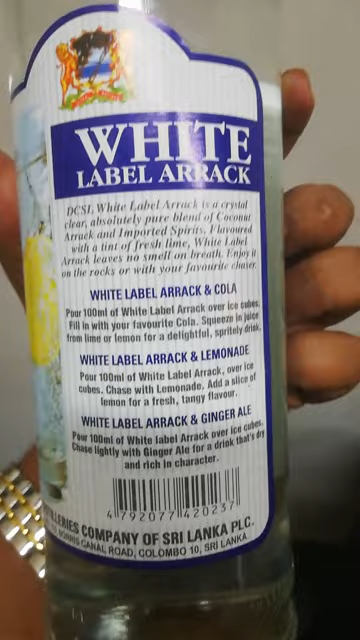 WHITE
LABEL ARRACK
DCSL White Label Arrack is a crystal
clear, absolutely pure blend of Coconut
Arrack and Imported Spirits. Flavoured
with a tint of fresh lime, White Label
Arrack leaves no smell on breath. Enjoy it
on the rocks or with your favourite chaser.
WHITE LABEL ARRACK & COLA
Pour 100ml of White Label Arrack over ice cubes.
Fill in with your favourite Cola. Squeeze in juice
from lime or lemon for a delightful, spritely drink.
WHITE LABEL ARRACK & LEMONADE
Pour 100ml of White Label Arrack, over ice
cubes. Chase with Lemonade. Add a slice of
lemon for a fresh, tangy flavour.
WHITE LABEL ARRACK & GINGER ALE
Pour 100ml of White label Arrack over ice cubes.
Chase lightly with Ginger Ale for a drink that's dry
and rich in character.
4 792077 420237
COMPANY OF SRI LANKA PLC.
CANAL ROAD, COLOMBO 10, SRI LANKA